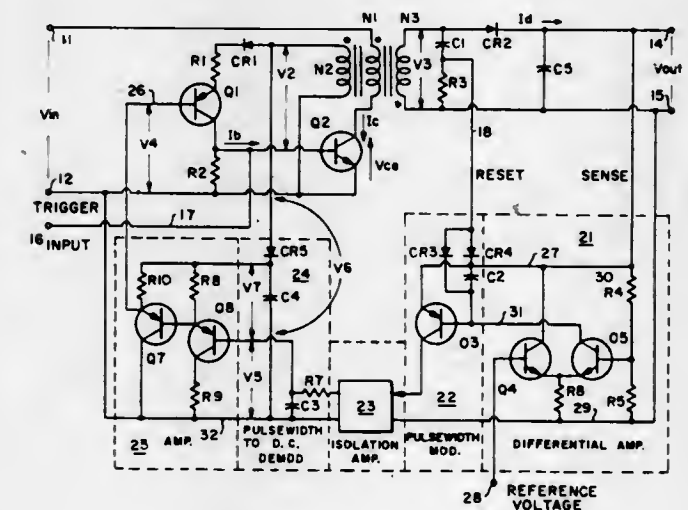 N1 N3 Id
11 CR2 14
R1 CR1 V2 N2 V3 C1 R3 C5 Vout
26 Q1 15
Vin Ib Q2 Ic
V4 Vce 18
R2
12 RESET SENSE
TRIGGER 17
16 INPUT
21
CR5 V6 CR3 CR4 27
24 30
R10 R8 V7 C4 C2 R4
Q8 31
Q7 Q3 Q4 Q5
V5 R7
R9 23 22 R8 R5
C3 29
32
25 AMP. PULSEWIDTH TO D.C. DEMOD ISOLATION AMP. PULSEWIDTH MOD. DIFFERENTIAL AMP.
28 REFERENCE VOLTAGE